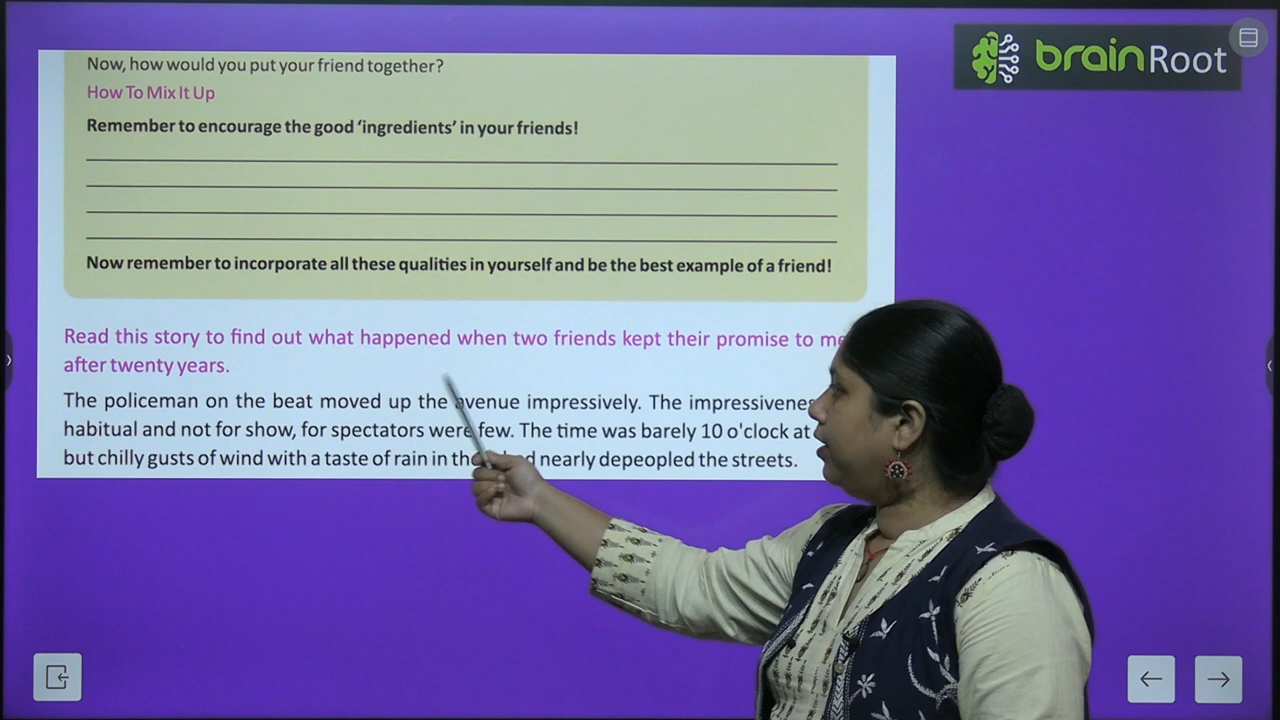 brainRoot
Now, how would you put your friend together?
How To Mix It Up
Remember to encourage the good ‘ingredients’ in your friends!
Now remember to incorporate all these qualities in yourself and be the best example of a friend!
Read this story to find out what happened when two friends kept their promise to
after twenty years.
The policeman on the beat moved up the avenue impressively. The
habitual and not for show, for spectators were few. The time was barely 10 o'clock at
but chilly gusts of wind with a taste of rain in nearly depeopled the streets.